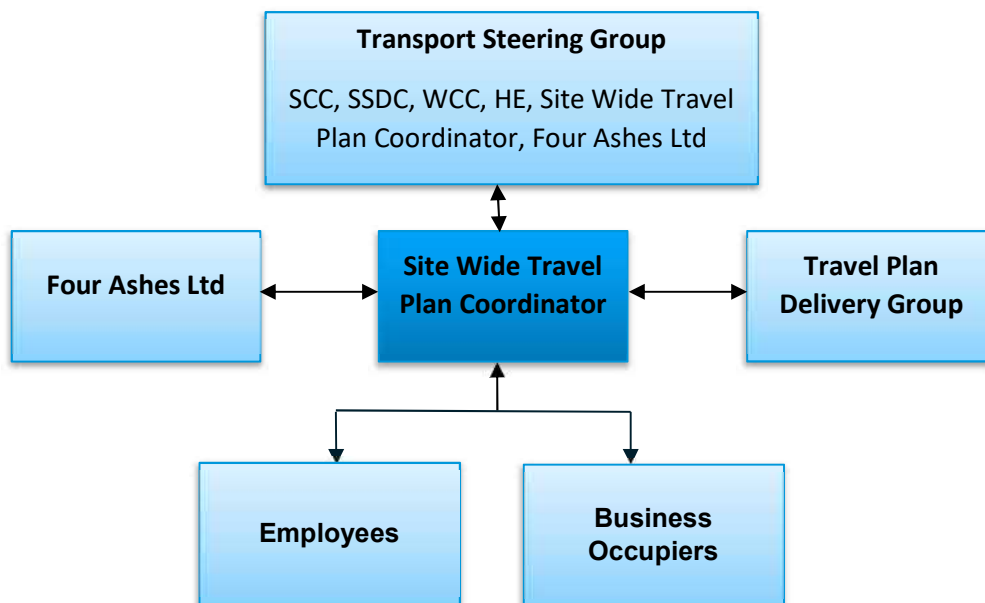 Transport Steering Group
SCC, SSDC, WCC, HE, Site Wide Travel
Plan Coordinator, Four Ashes Ltd
Four Ashes Ltd
Site Wide Travel
Plan Coordinator
Travel Plan
Delivery Group
Employees
Business
Occupiers